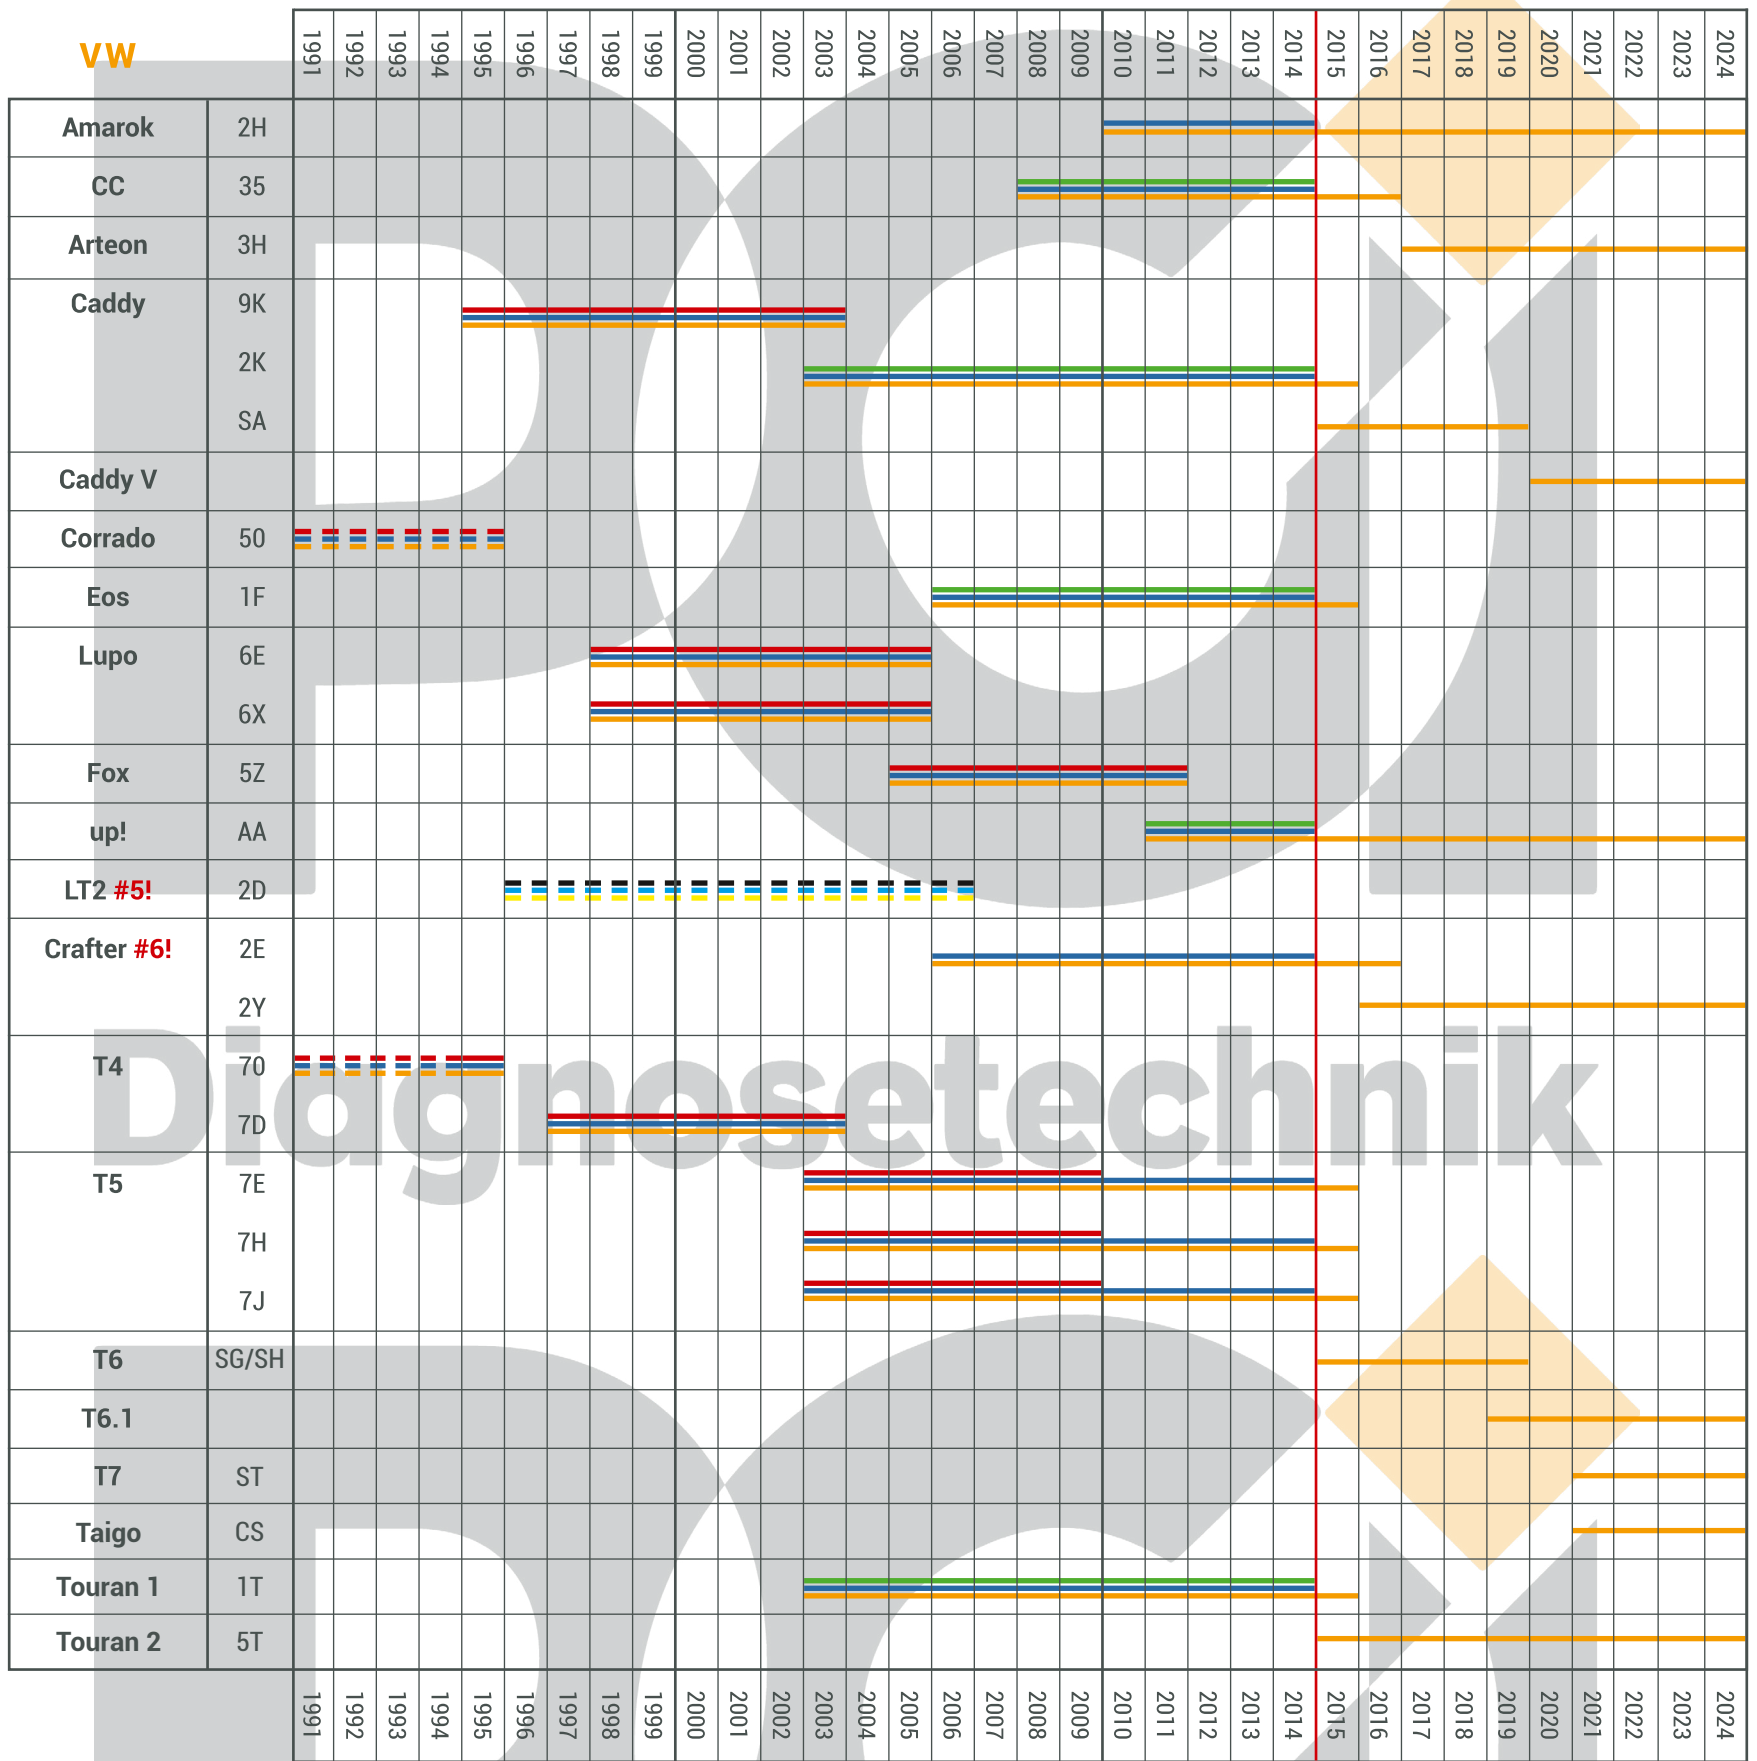 VW 1991 1992 1993 1994 1995 1996 1997 1998 1999 2000 2001 2002 2003 2004 2005 2006 2007 2008 2009 2010 2011 2012 2013 2014 2015 2016 2017 2018 2019 2020 2021 2022 2023 2024
Amarok 2H
CC 35
Arteon 3H
Caddy 9K
2K
SA
Caddy V
Corrado 50
Eos 1F
Lupo 6E
6X
Fox 5Z
up! AA
LT2 #5! 2D
Crafter #6! 2E
2Y
T4 70
7D
T5 7E
7H
7J
T6 SG/SH
T6.1
T7 ST
Taigo CS
Touran 1 1T
Touran 2 5T
1991 1992 1993 1994 1995 1996 1997 1998 1999 2000 2001 2002 2003 2004 2005 2006 2007 2008 2009 2010 2011 2012 2013 2014 2015 2016 2017 2018 2019 2020 2021 2022 2023 2024
PCi
Diagnosetechnik
PCi